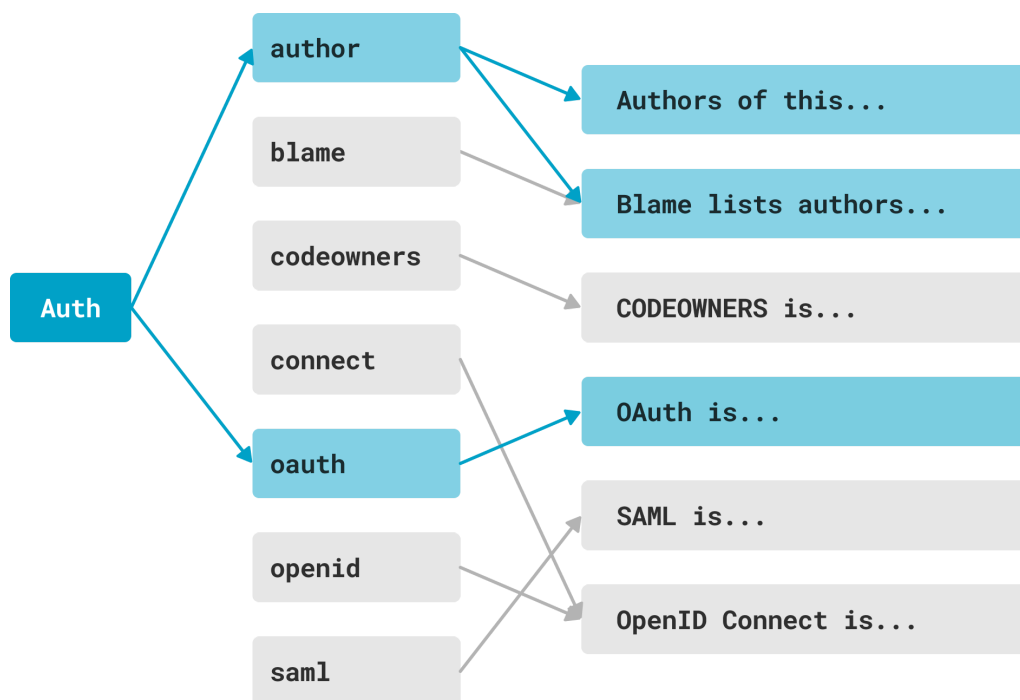 Auth
author
blame
codeowners
connect
oauth
openid
saml
Authors of this...
Blame lists authors...
CODEOWNERS is...
OAuth is...
SAML is...
OpenID Connect is...